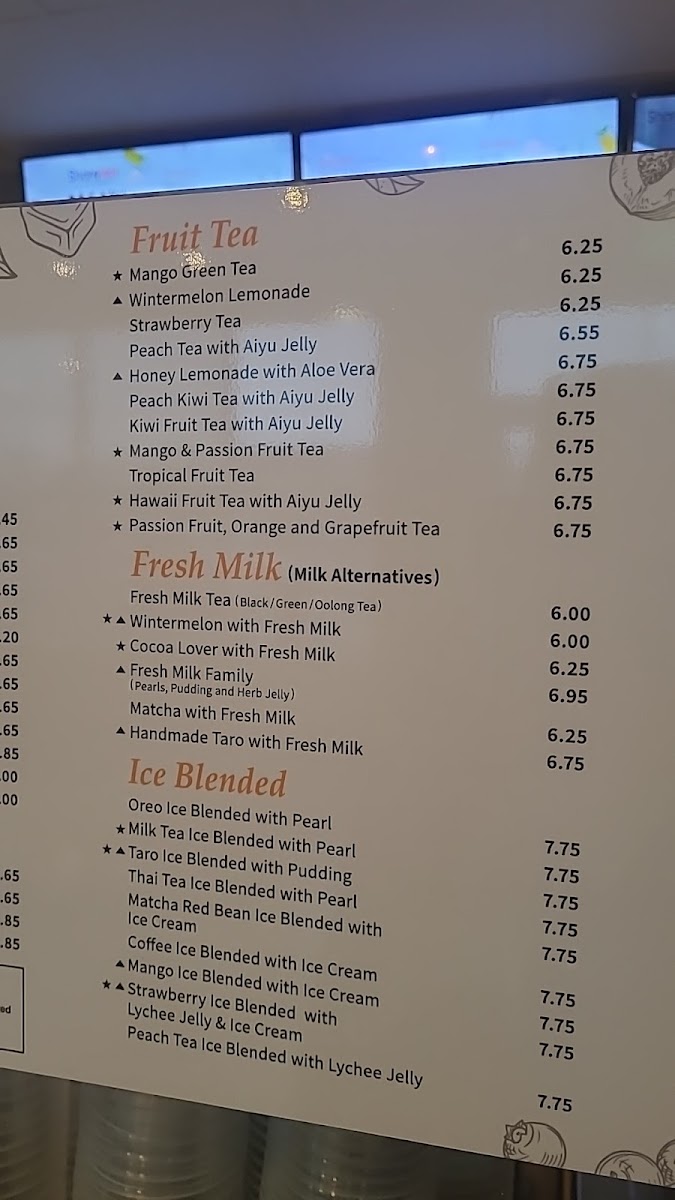 .45
.65
.65
.65
.65
.20
.65
.65
.65
.65
.85
.00
.00
.65
.65
.85
.85
Fruit Tea
★ Mango Green Tea 6.25
▲ Wintermelon Lemonade 6.25
Strawberry Tea 6.25
Peach Tea with Aiyu Jelly 6.55
▲ Honey Lemonade with Aloe Vera 6.75
Peach Kiwi Tea with Aiyu Jelly 6.75
Kiwi Fruit Tea with Aiyu Jelly 6.75
★ Mango & Passion Fruit Tea 6.75
Tropical Fruit Tea 6.75
★ Hawaii Fruit Tea with Aiyu Jelly 6.75
★ Passion Fruit, Orange and Grapefruit Tea 6.75
Fresh Milk (Milk Alternatives)
Fresh Milk Tea (Black/Green/Oolong Tea) 6.00
★▲ Wintermelon with Fresh Milk 6.00
★ Cocoa Lover with Fresh Milk 6.25
▲ Fresh Milk Family 6.95
(Pearls, Pudding and Herb Jelly)
Matcha with Fresh Milk 6.25
▲ Handmade Taro with Fresh Milk 6.75
Ice Blended
Oreo Ice Blended with Pearl 7.75
★ Milk Tea Ice Blended with Pearl 7.75
★▲ Taro Ice Blended with Pudding 7.75
Thai Tea Ice Blended with Pearl 7.75
Matcha Red Bean Ice Blended with 7.75
Ice Cream
Coffee Ice Blended with Ice Cream 7.75
▲ Mango Ice Blended with Ice Cream 7.75
★▲ Strawberry Ice Blended with 7.75
Lychee Jelly & Ice Cream
Peach Tea Ice Blended with Lychee Jelly 7.75